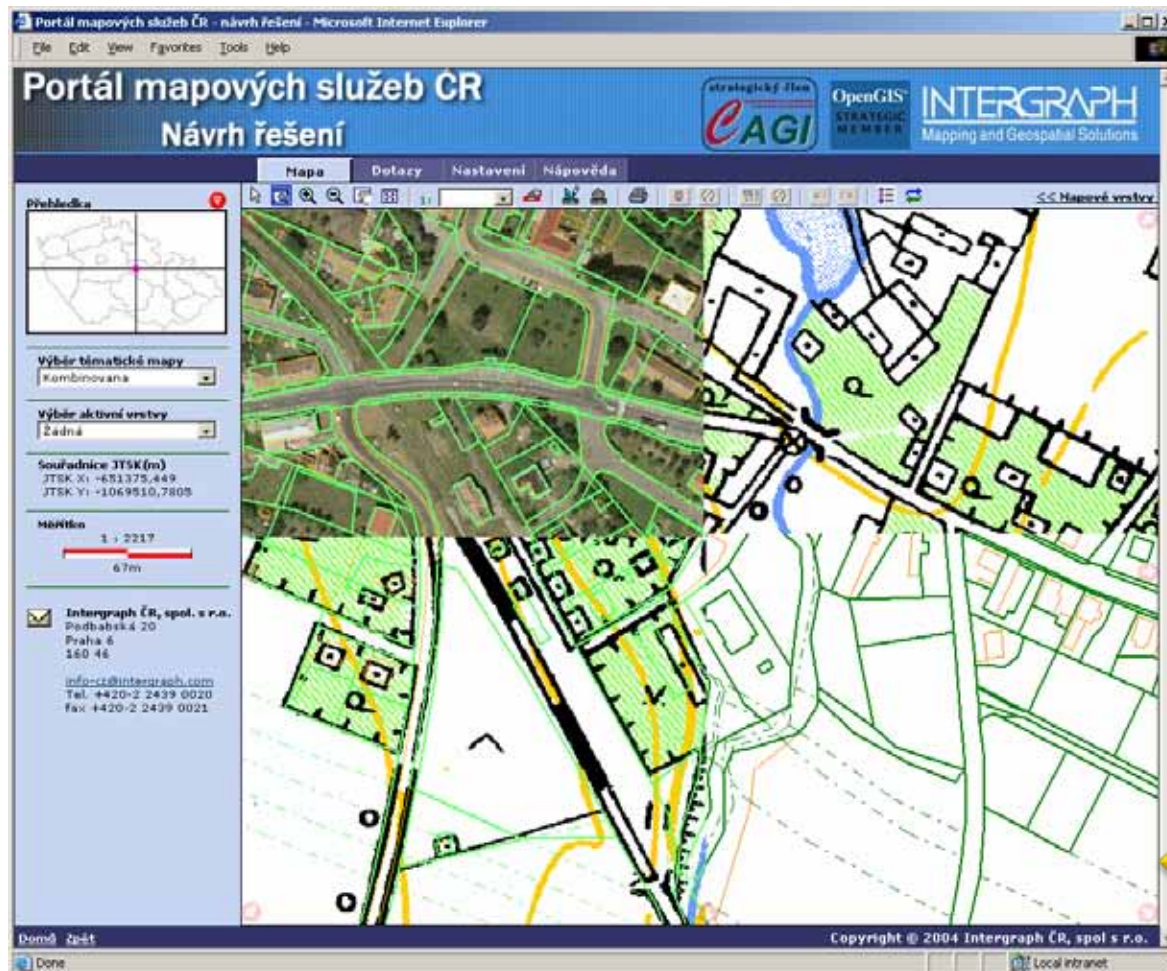 Portál mapových služeb ČR - návrh řešení - Microsoft Internet Explorer
File Edit View Favorites Tools Help
Portál mapových služeb ČR
Návrh řešení
strategický člen
CAGI
OpenGIS
STRATEGIC
MEMBER
INTERGRAPH
Mapping and Geospatial Solutions
Mapa Dotazy Nastavení Nápověda
1:
<< Mapové vrstvy
Přehledka
Výběr tématické mapy
Kombinovana
Výběr aktivní vrstvy
Žádná
Souřadnice JTSK(m)
JTSK X: -651375,449
JTSK Y: -1069510,7805
Měřítko
1 : 2217
67m
Intergraph ČR, spol. s r.o.
Podbabská 20
Praha 6
160 46
info-cz@intergraph.com
Tel. +420-2 2439 0020
Fax +420-2 2439 0021
Domů Zpět
Copyright © 2004 Intergraph ČR, spol s r.o.
Done
Local intranet